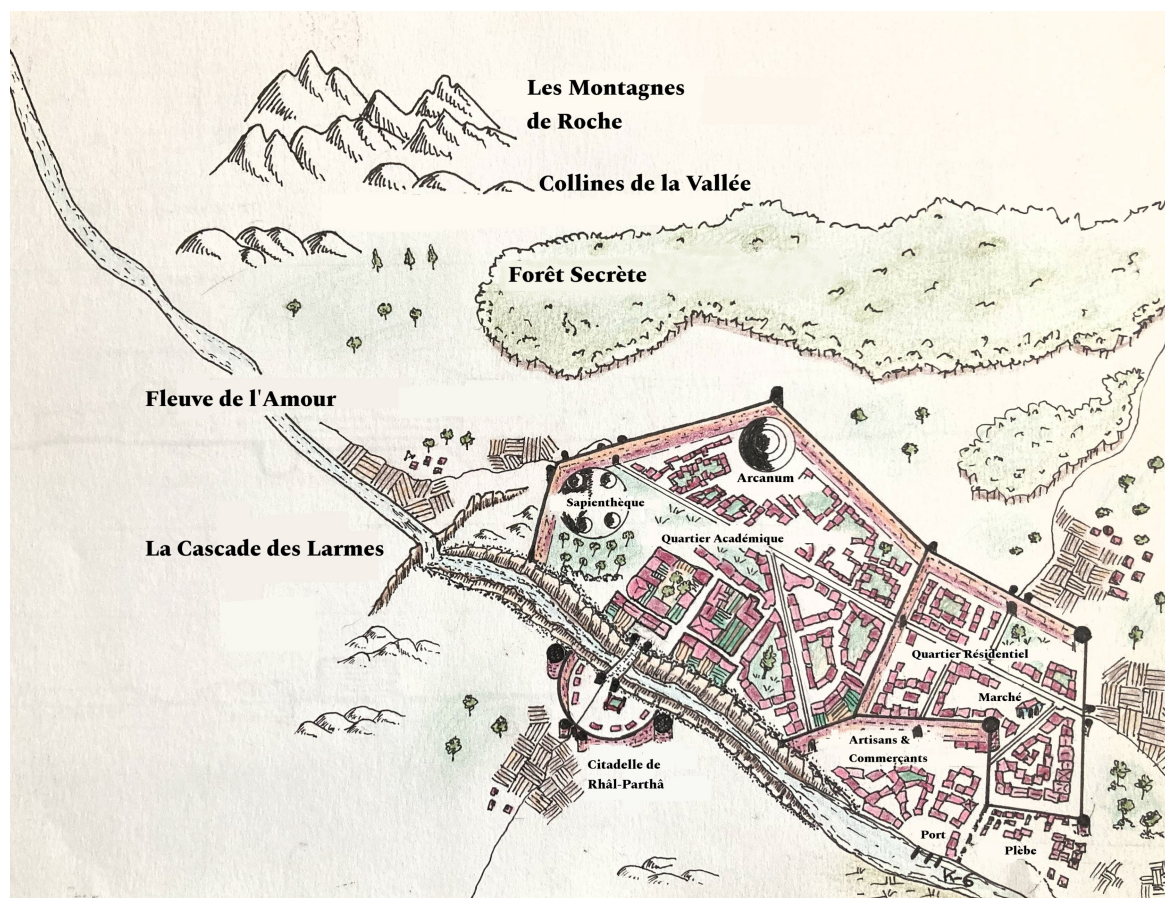 Les Montagnes
de Roche
Collines de la Vallée
Forêt Secrète
Fleuve de l'Amour
Arcanum
Sapienthèque
Quartier Académique
La Cascade des Larmes
Quartier Résidentiel
Marché
Artisans &
Commerçants
Citadelle de
Rhâl-Parthâ
Port
Plèbe
K-6